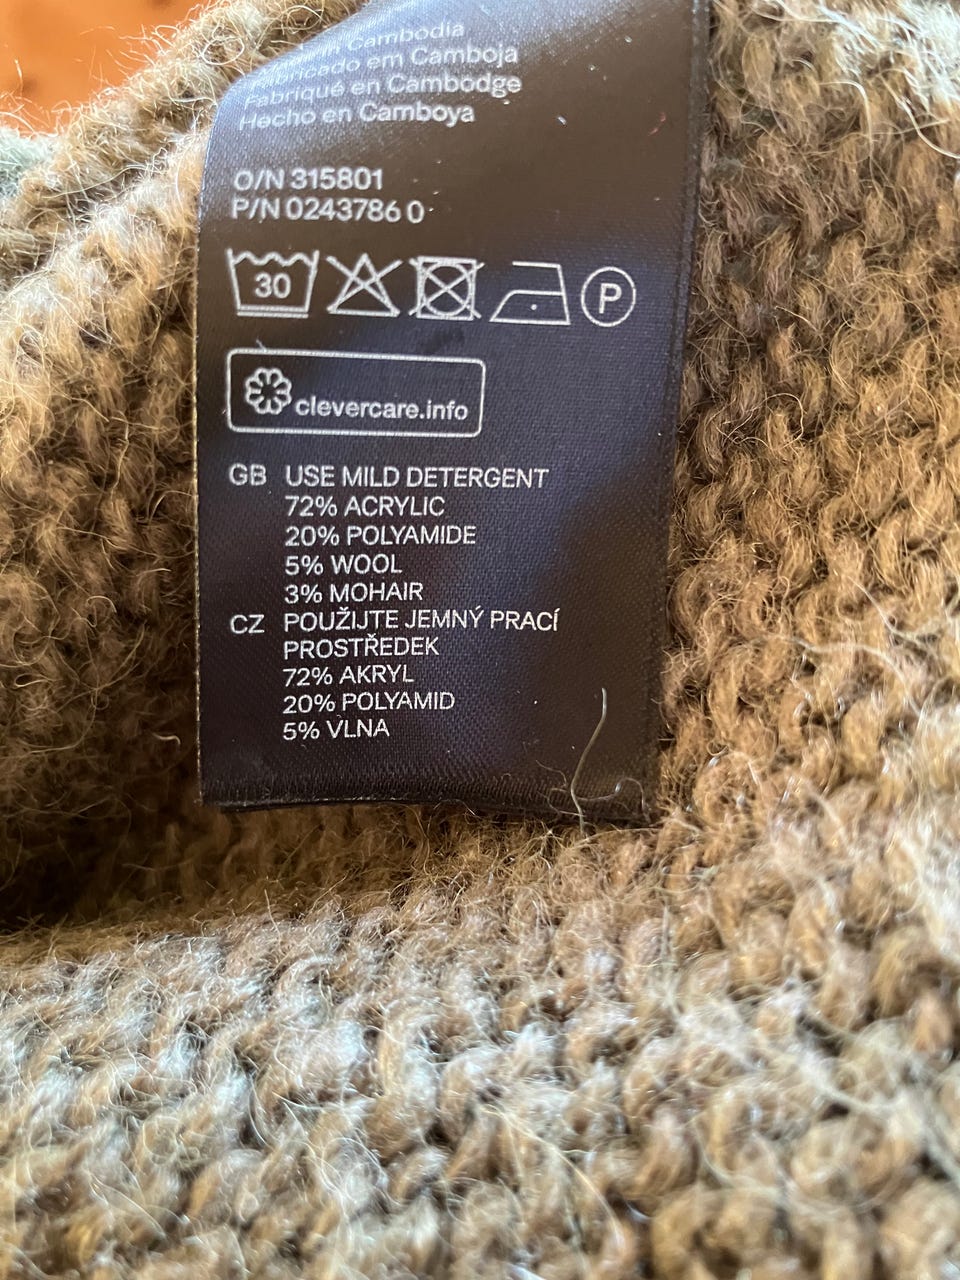 in Cambodia
Fabricado em Camboja
Fabriqué en Cambodge
Hecho en Camboya
O/N 315801
P/N 0243786 0
30
P
clevercare.info
GB USE MILD DETERGENT
72% ACRYLIC
20% POLYAMIDE
5% WOOL
3% MOHAIR
CZ POUŽIJTE JEMNÝ PRACÍ
PROSTŘEDEK
72% AKRYL
20% POLYAMID
5% VLNA